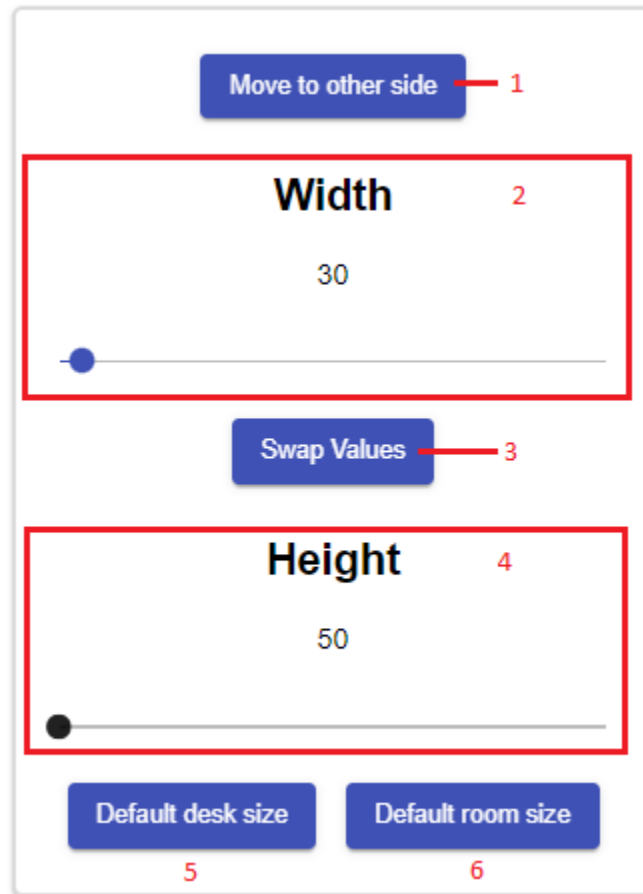 Move to other side 1
Width 2
30
Swap Values 3
Height 4
50
Default desk size Default room size
5 6